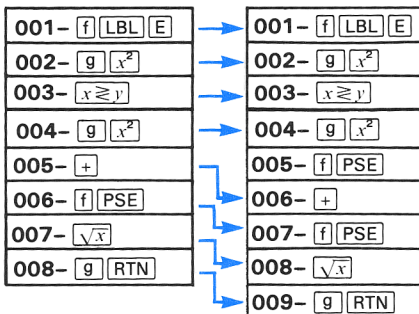 001– f LBL E
002– g x²
003– x≷y
004– g x²
005– +
006– f PSE
007– √x
008– g RTN
001– f LBL E
002– g x²
003– x≷y
004– g x²
005– f PSE
006– +
007– f PSE
008– √x
009– g RTN